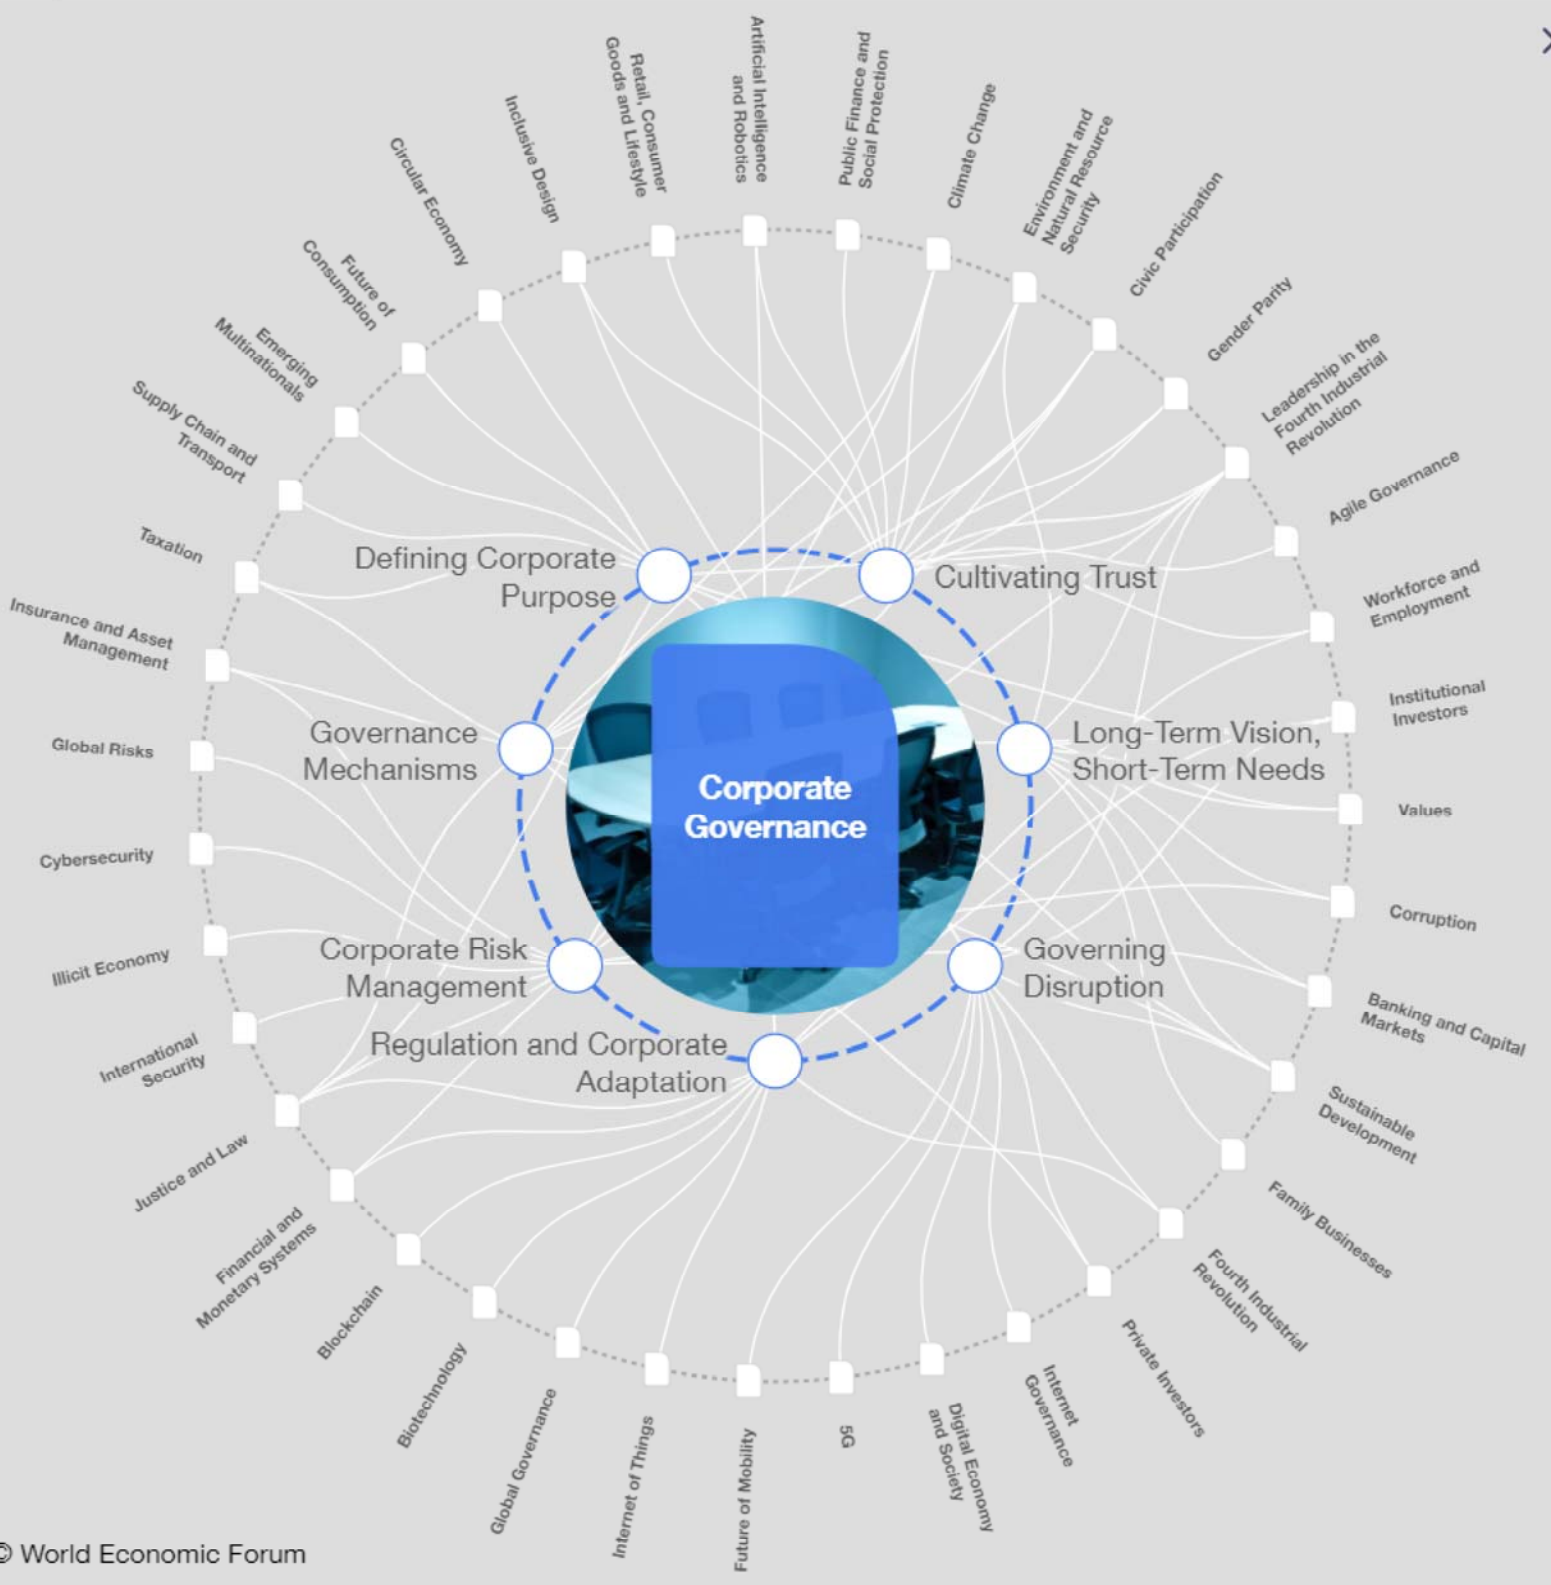 Artificial Intelligence
and Robotics
Public Finance and
Social Protection
Climate Change
Environment and
Natural Resource
Security
Civic Participation
Gender Parity
Leadership in the
Fourth Industrial
Revolution
Agile Governance
Workforce and
Employment
Institutional
Investors
Values
Corruption
Banking and Capital
Markets
Sustainable
Development
Family Businesses
Fourth Industrial
Revolution
Private Investors
Internet
Governance
Digital Economy
and Society
5G
Future of Mobility
Internet of Things
Global Governance
Biotechnology
Blockchain
Financial and
Monetary Systems
Justice and Law
International
Security
Illicit Economy
Cybersecurity
Global Risks
Insurance and Asset
Management
Taxation
Supply Chain and
Transport
Emerging
Multinationals
Future of
Consumption
Circular Economy
Inclusive Design
Retail, Consumer
Goods and Lifestyle
Defining Corporate
Purpose
Cultivating Trust
Governance
Mechanisms
Long-Term Vision,
Short-Term Needs
Corporate
Governance
Corporate Risk
Management
Governing
Disruption
Regulation and Corporate
Adaptation
© World Economic Forum